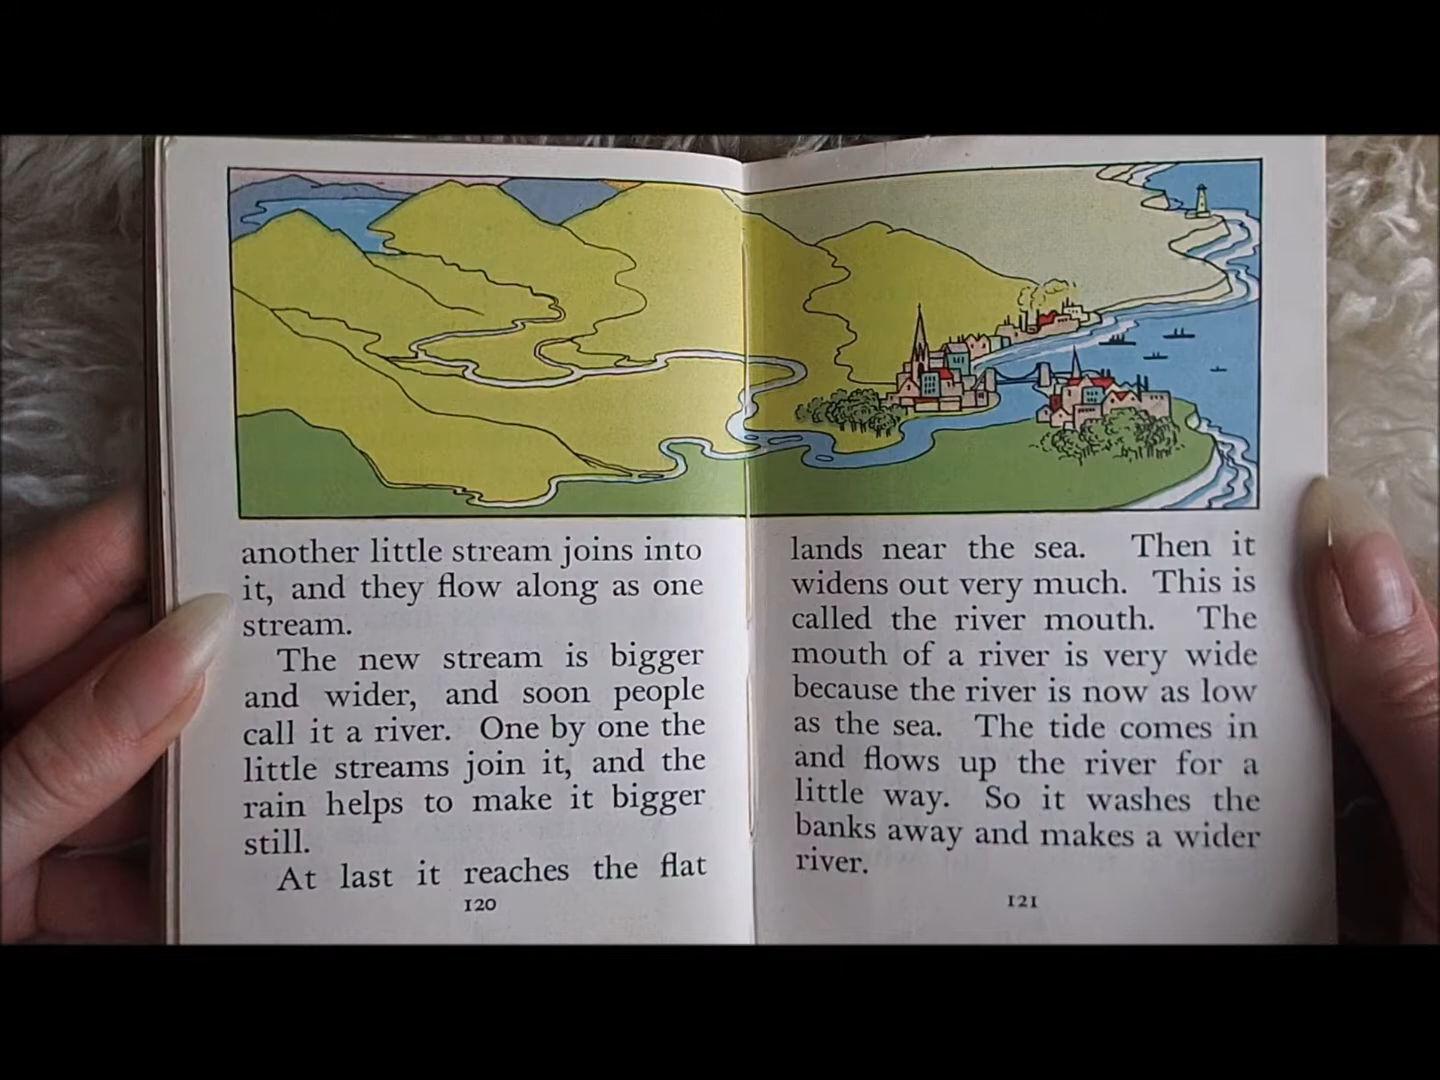 another little stream joins into
it, and they flow along as one
stream.
The new stream is bigger
and wider, and soon people
call it a river. One by one the
little streams join it, and the
rain helps to make it bigger
still.
At last it reaches the flat
120
lands near the sea. Then it
widens out very much. This is
called the river mouth. The
mouth of a river is very wide
because the river is now as low
as the sea. The tide comes in
and flows up the river for a
little way. So it washes the
banks away and makes a wider
river.
121